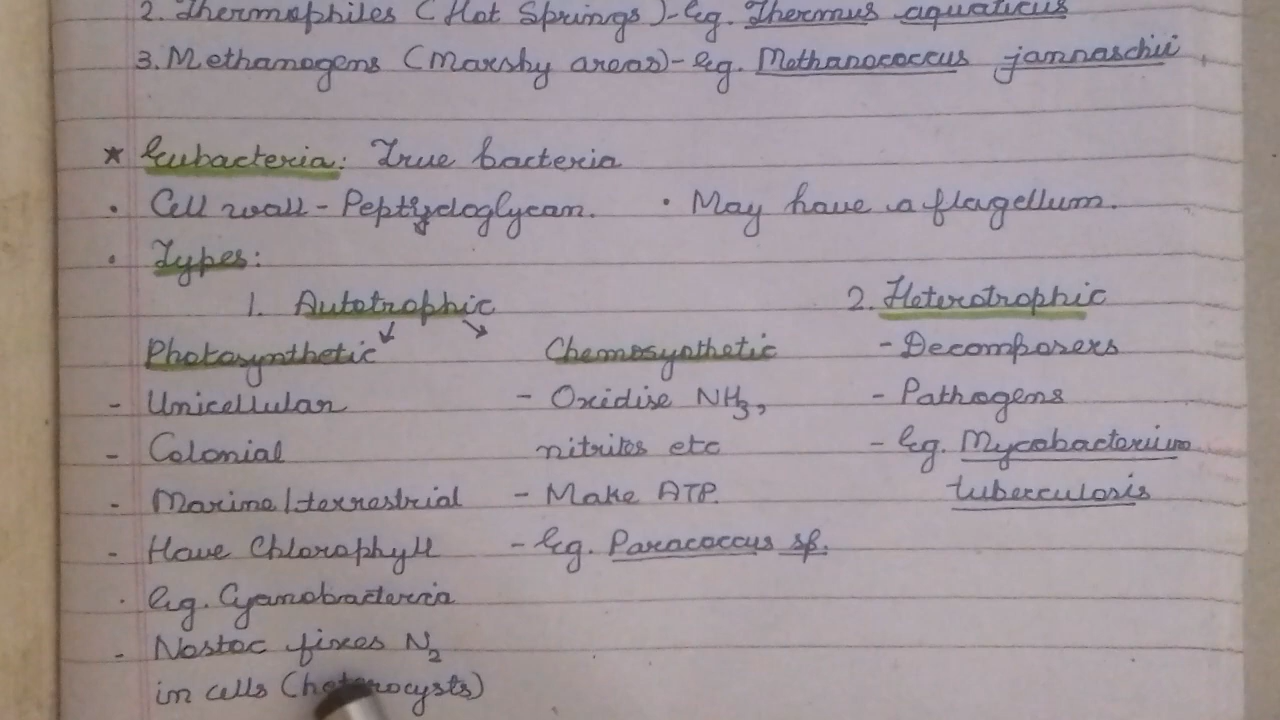 2. Thermophiles (Hot Springs)-Eg. Thermus aquaticus
3. Methanogens (Marshy areas)-Eg. Methanococcus jannaschii
* Eubacteria: True bacteria
• Cell wall - Peptidoglycan. • May have a flagellum.
• Types:
1. Autotrophic 2. Heterotrophic
Photosynthetic Chemosynthetic - Decomposers
- Unicellular - Oxidise NH3, - Pathogens
- Colonial nitrites etc - Eg. Mycobacterium
- Marine/terrestrial - Make ATP. tuberculosis
- Have Chlorophyll - Eg. Paracoccus sp.
- Eg. Cyanobacteria
- Nostoc fixes N2
in cells (heterocysts)